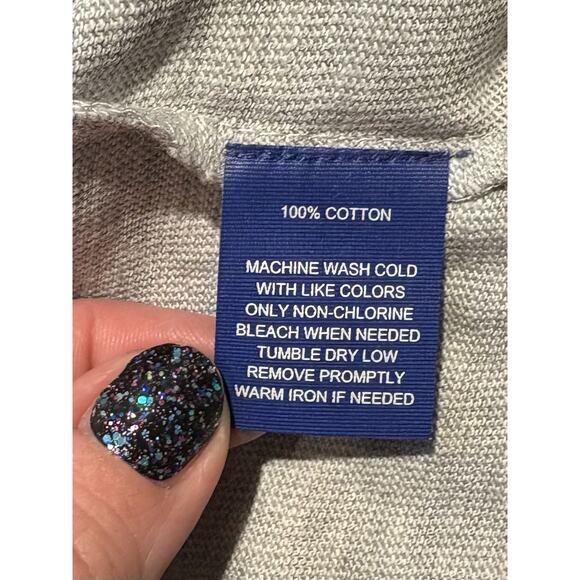 100% COTTON
MACHINE WASH COLD
WITH LIKE COLORS
ONLY NON-CHLORINE
BLEACH WHEN NEEDED
TUMBLE DRY LOW
REMOVE PROMPTLY
WARM IRON IF NEEDED